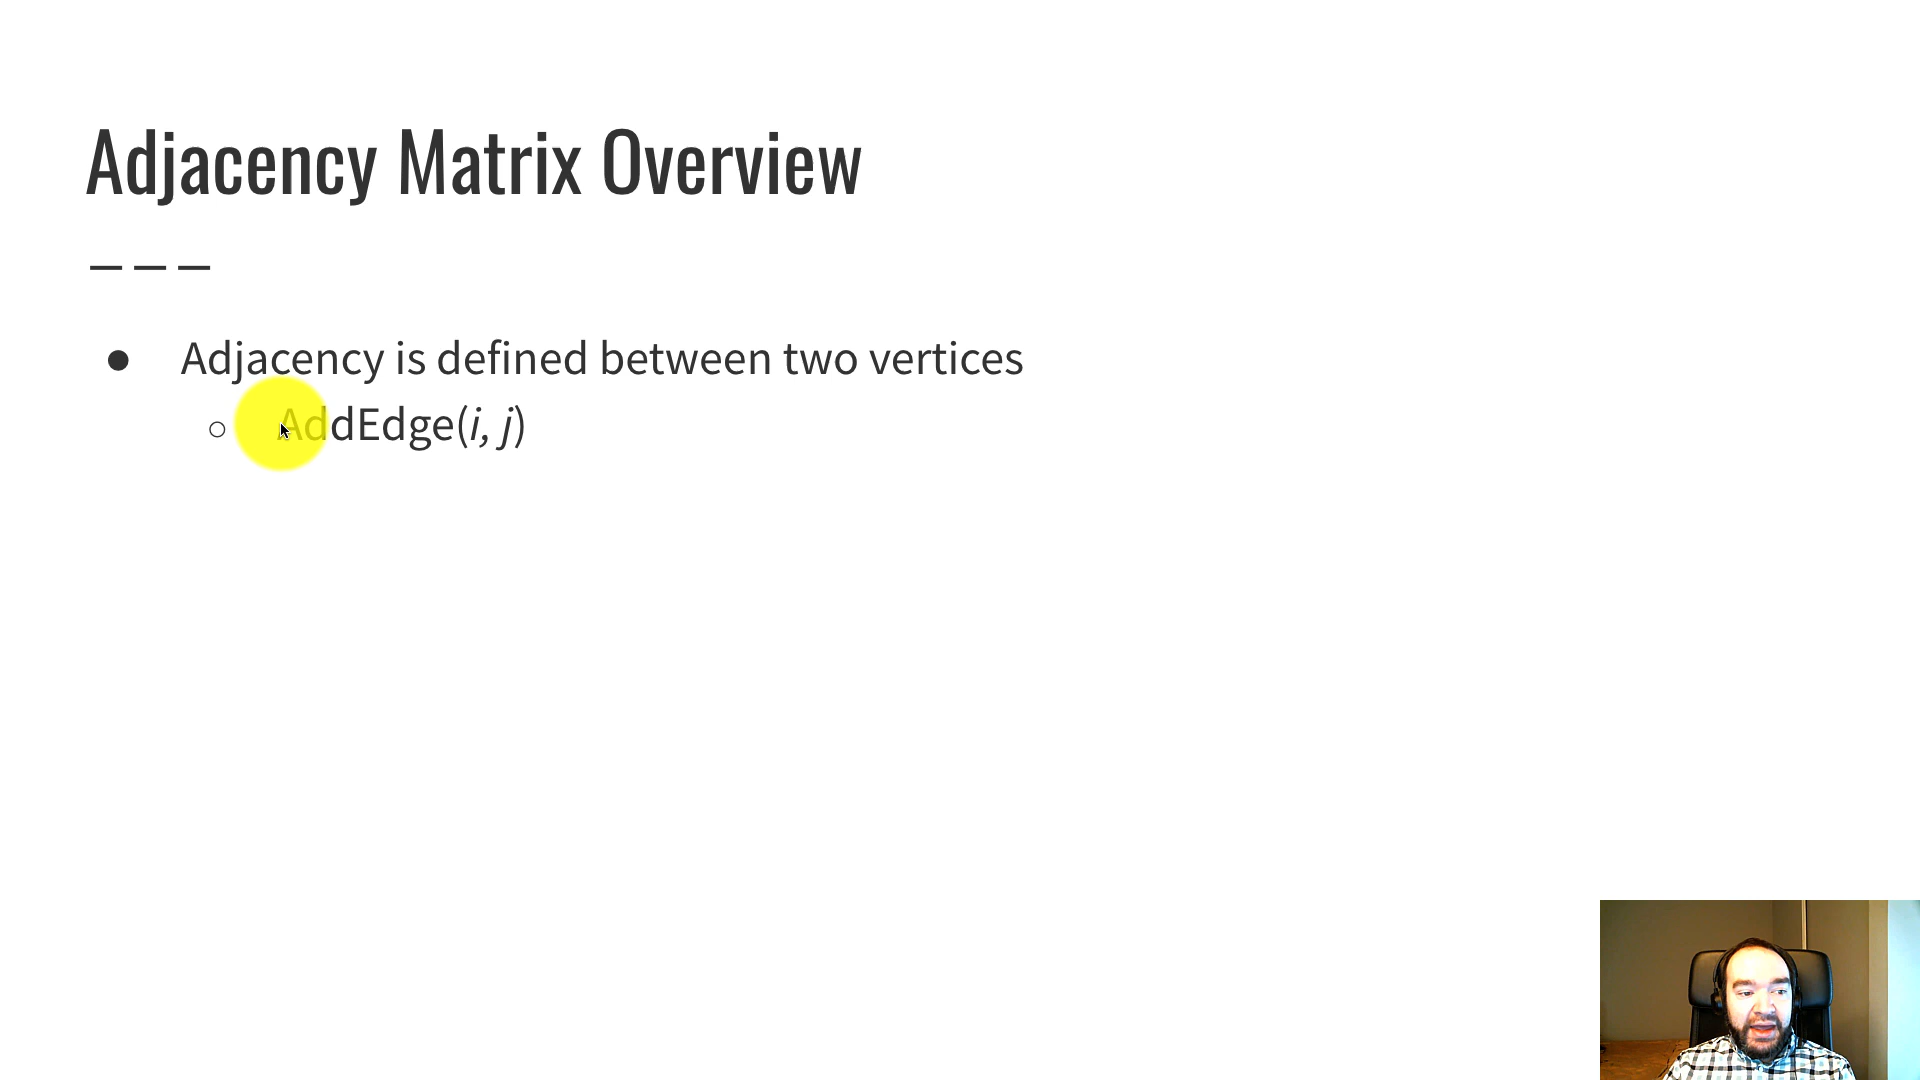 Adjacency Matrix Overview
● Adjacency is defined between two vertices
○ AddEdge(i, j)